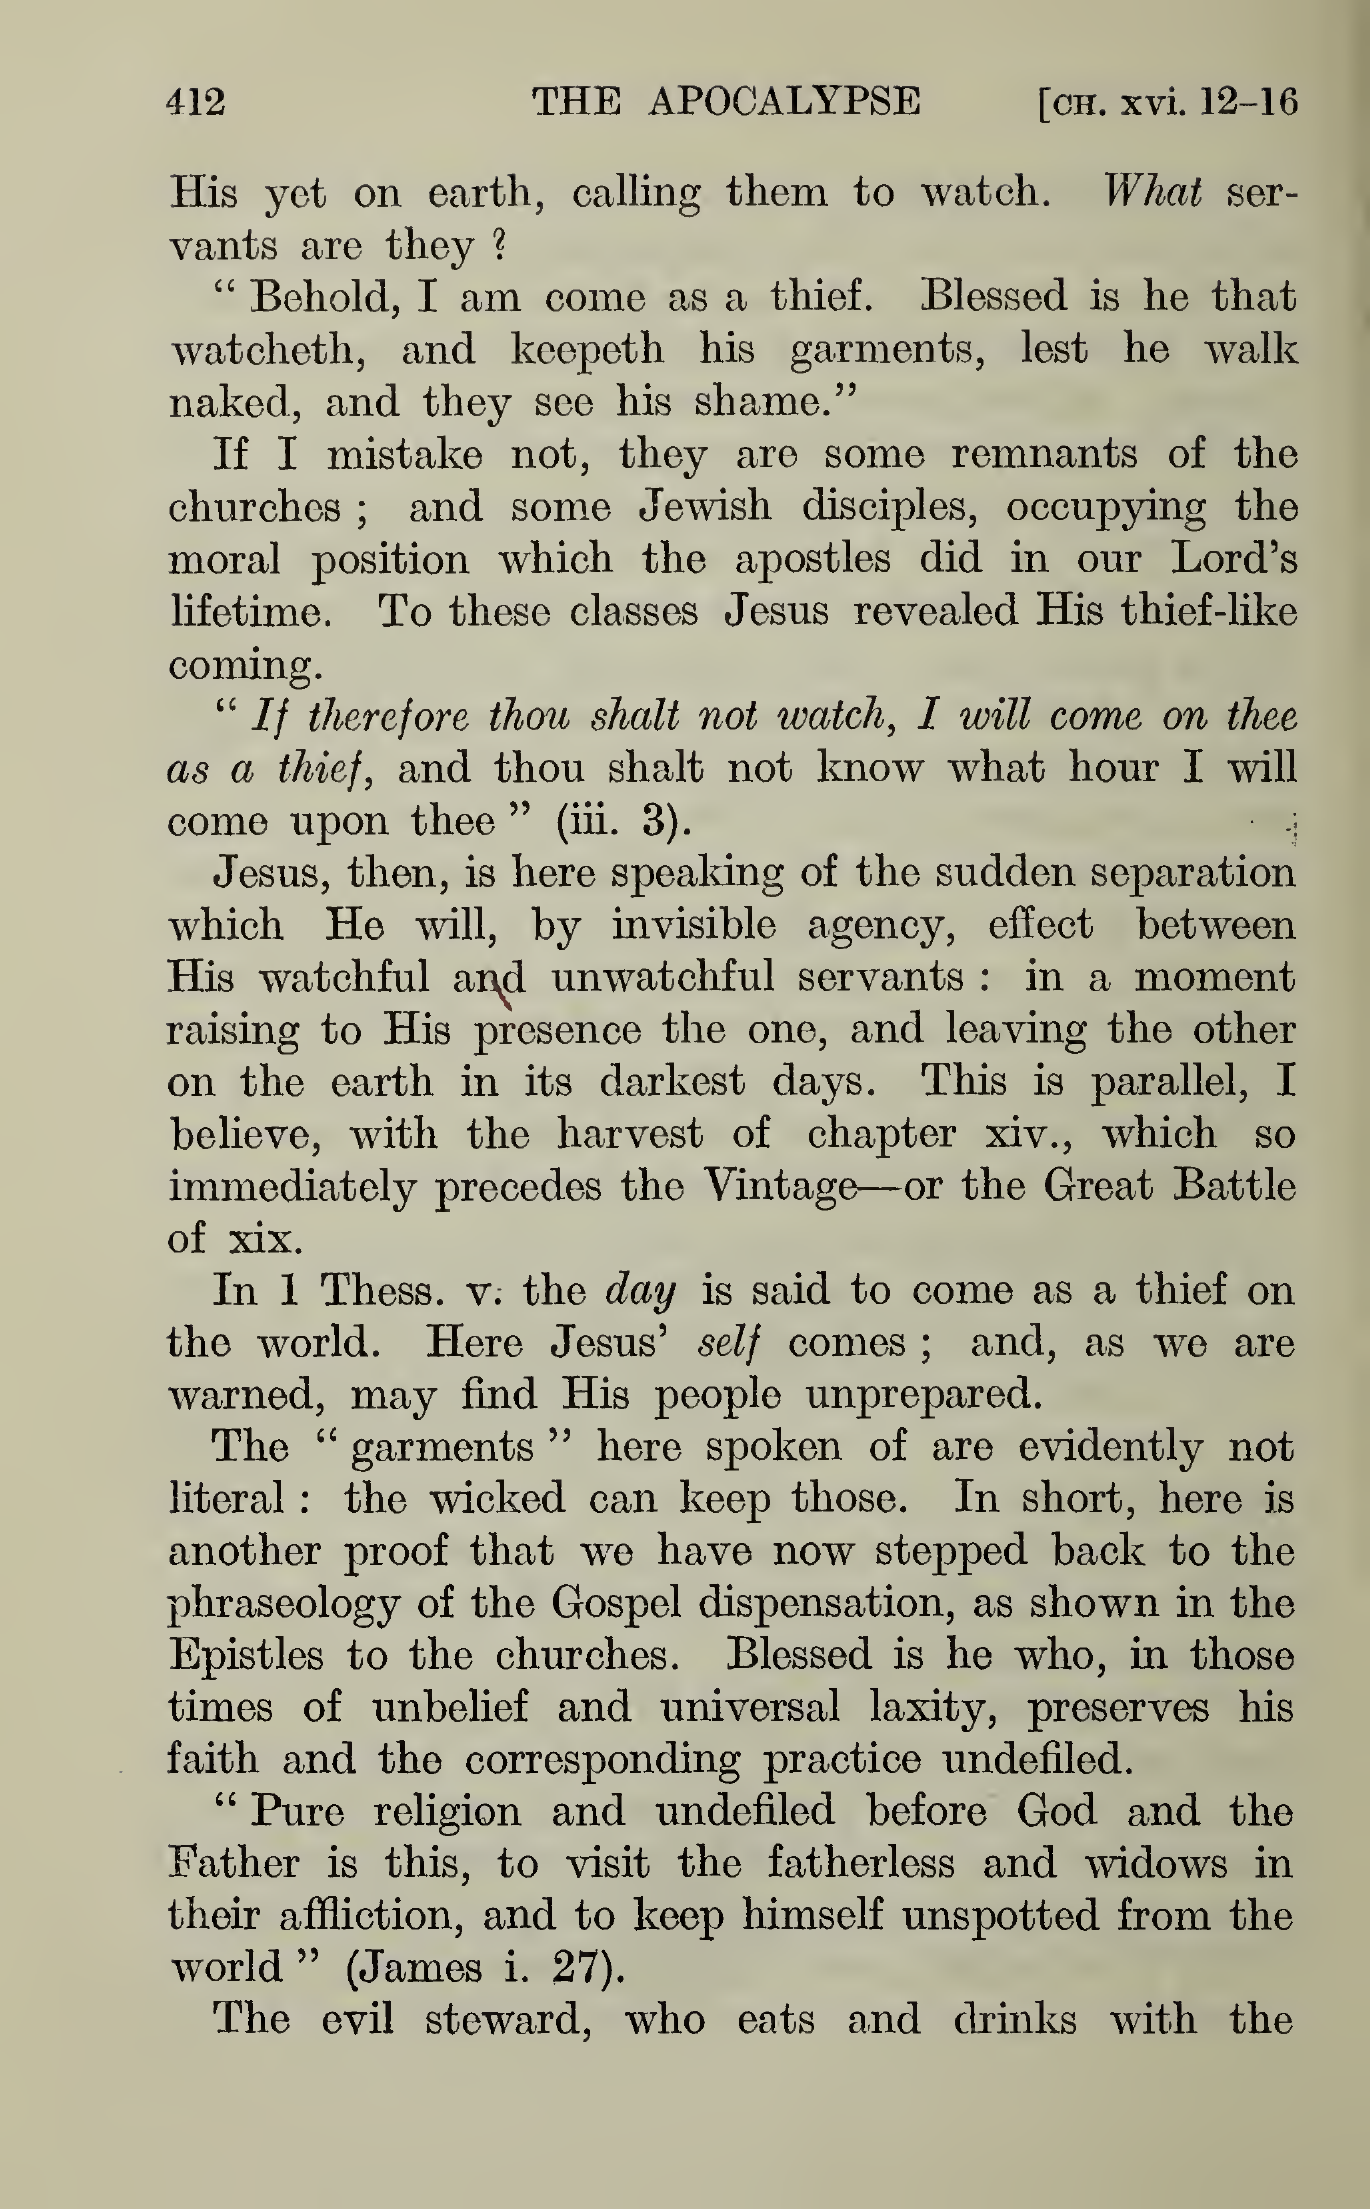 412 THE APOCALYPSE [CH. XVI. 12–16
His yet on earth, calling them to watch. What ser-
vants are they ?
“ Behold, I am come as a thief. Blessed is he that
watcheth, and keepeth his garments, lest he walk
naked, and they see his shame.”
If I mistake not, they are some remnants of the
churches ; and some Jewish disciples, occupying the
moral position which the apostles did in our Lord’s
lifetime. To these classes Jesus revealed His thief-like
coming.
“ If therefore thou shalt not watch, I will come on thee
as a thief, and thou shalt not know what hour I will
come upon thee ” (iii. 3).
Jesus, then, is here speaking of the sudden separation
which He will, by invisible agency, effect between
His watchful and unwatchful servants : in a moment
raising to His presence the one, and leaving the other
on the earth in its darkest days. This is parallel, I
believe, with the harvest of chapter xiv., which so
immediately precedes the Vintage—or the Great Battle
of xix.
In 1 Thess. v. the day is said to come as a thief on
the world. Here Jesus’ self comes ; and, as we are
warned, may find His people unprepared.
The “ garments ” here spoken of are evidently not
literal : the wicked can keep those. In short, here is
another proof that we have now stepped back to the
phraseology of the Gospel dispensation, as shown in the
Epistles to the churches. Blessed is he who, in those
times of unbelief and universal laxity, preserves his
faith and the corresponding practice undefiled.
“ Pure religion and undefiled before God and the
Father is this, to visit the fatherless and widows in
their affliction, and to keep himself unspotted from the
world ” (James i. 27).
The evil steward, who eats and drinks with the